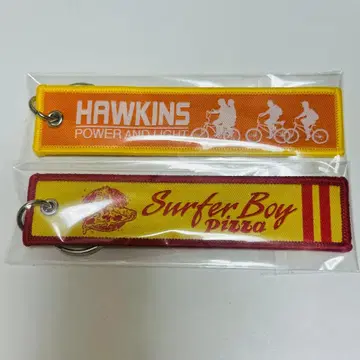 HAWKINS
POWER AND LIGHT
Surfer Boy
Pizza